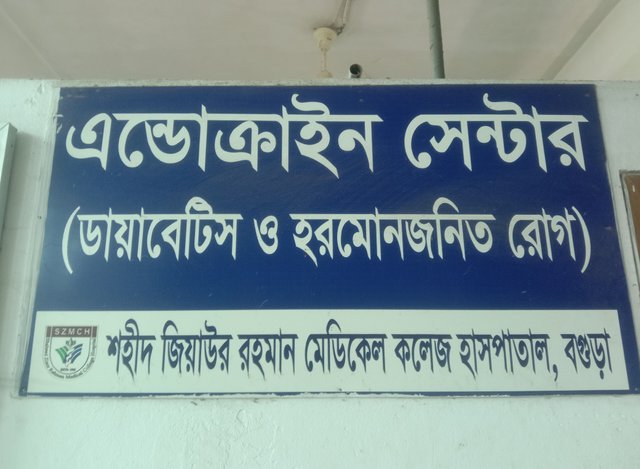 এন্ডোক্রাইন সেন্টার
(ডায়াবেটিস ও হরমোনজনিত রোগ)
SZMCH
শহীদ জিয়াউর রহমান মেডিকেল কলেজ হাসপাতাল, বগুড়া